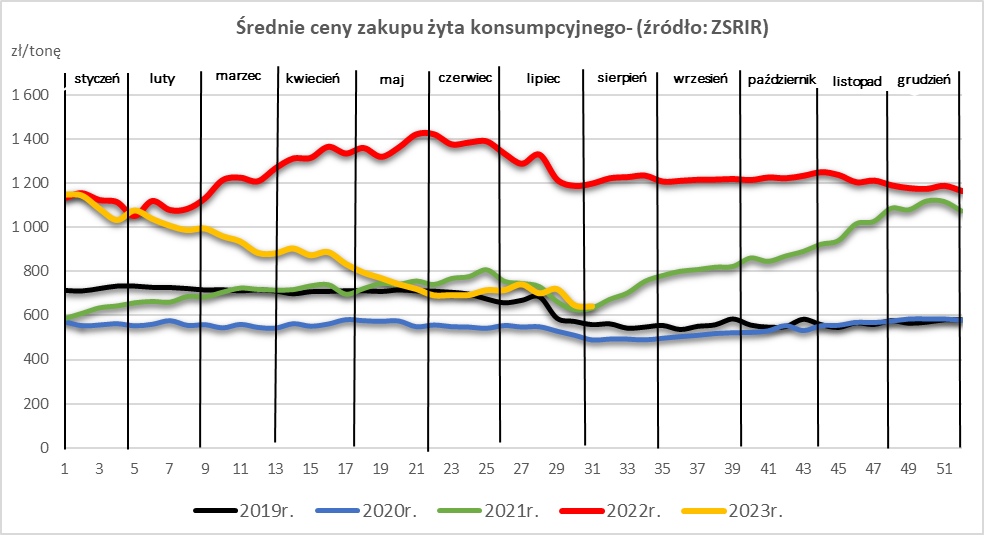 Średnie ceny zakupu żyta konsumpcyjnego- (źródło: ZSRIR)
zł/tonę
styczeń luty marzec kwiecień maj czerwiec lipiec sierpień wrzesień październik listopad grudzień
1 600
1 400
1 200
1 000
800
600
400
200
0
1 3 5 7 9 11 13 15 17 19 21 23 25 27 29 31 33 35 37 39 41 43 45 47 49 51
2019r. 2020r. 2021r. 2022r. 2023r.